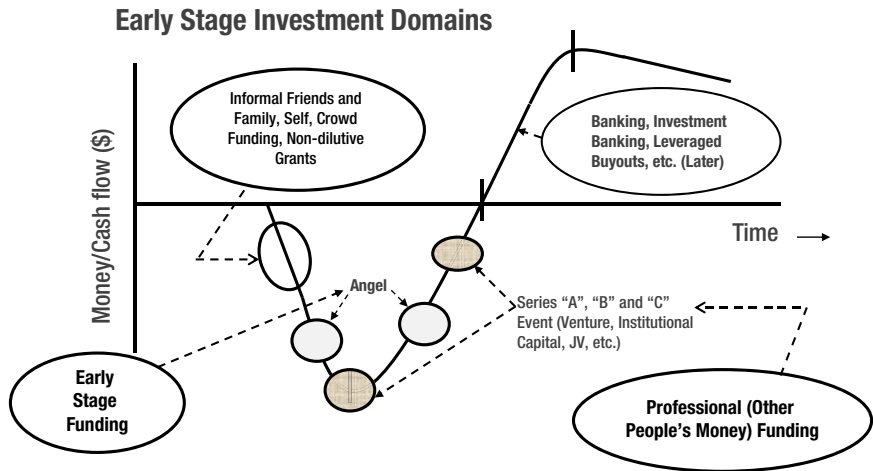 Early Stage Investment Domains
Informal Friends and
Family, Self, Crowd
Funding, Non-dilutive
Grants
Banking, Investment
Banking, Leveraged
Buyouts, etc. (Later)
Money/Cash flow ($)
Time
Angel
Series “A”, “B” and “C”
Event (Venture, Institutional
Capital, JV, etc.)
Early
Stage
Funding
Professional (Other
People’s Money) Funding